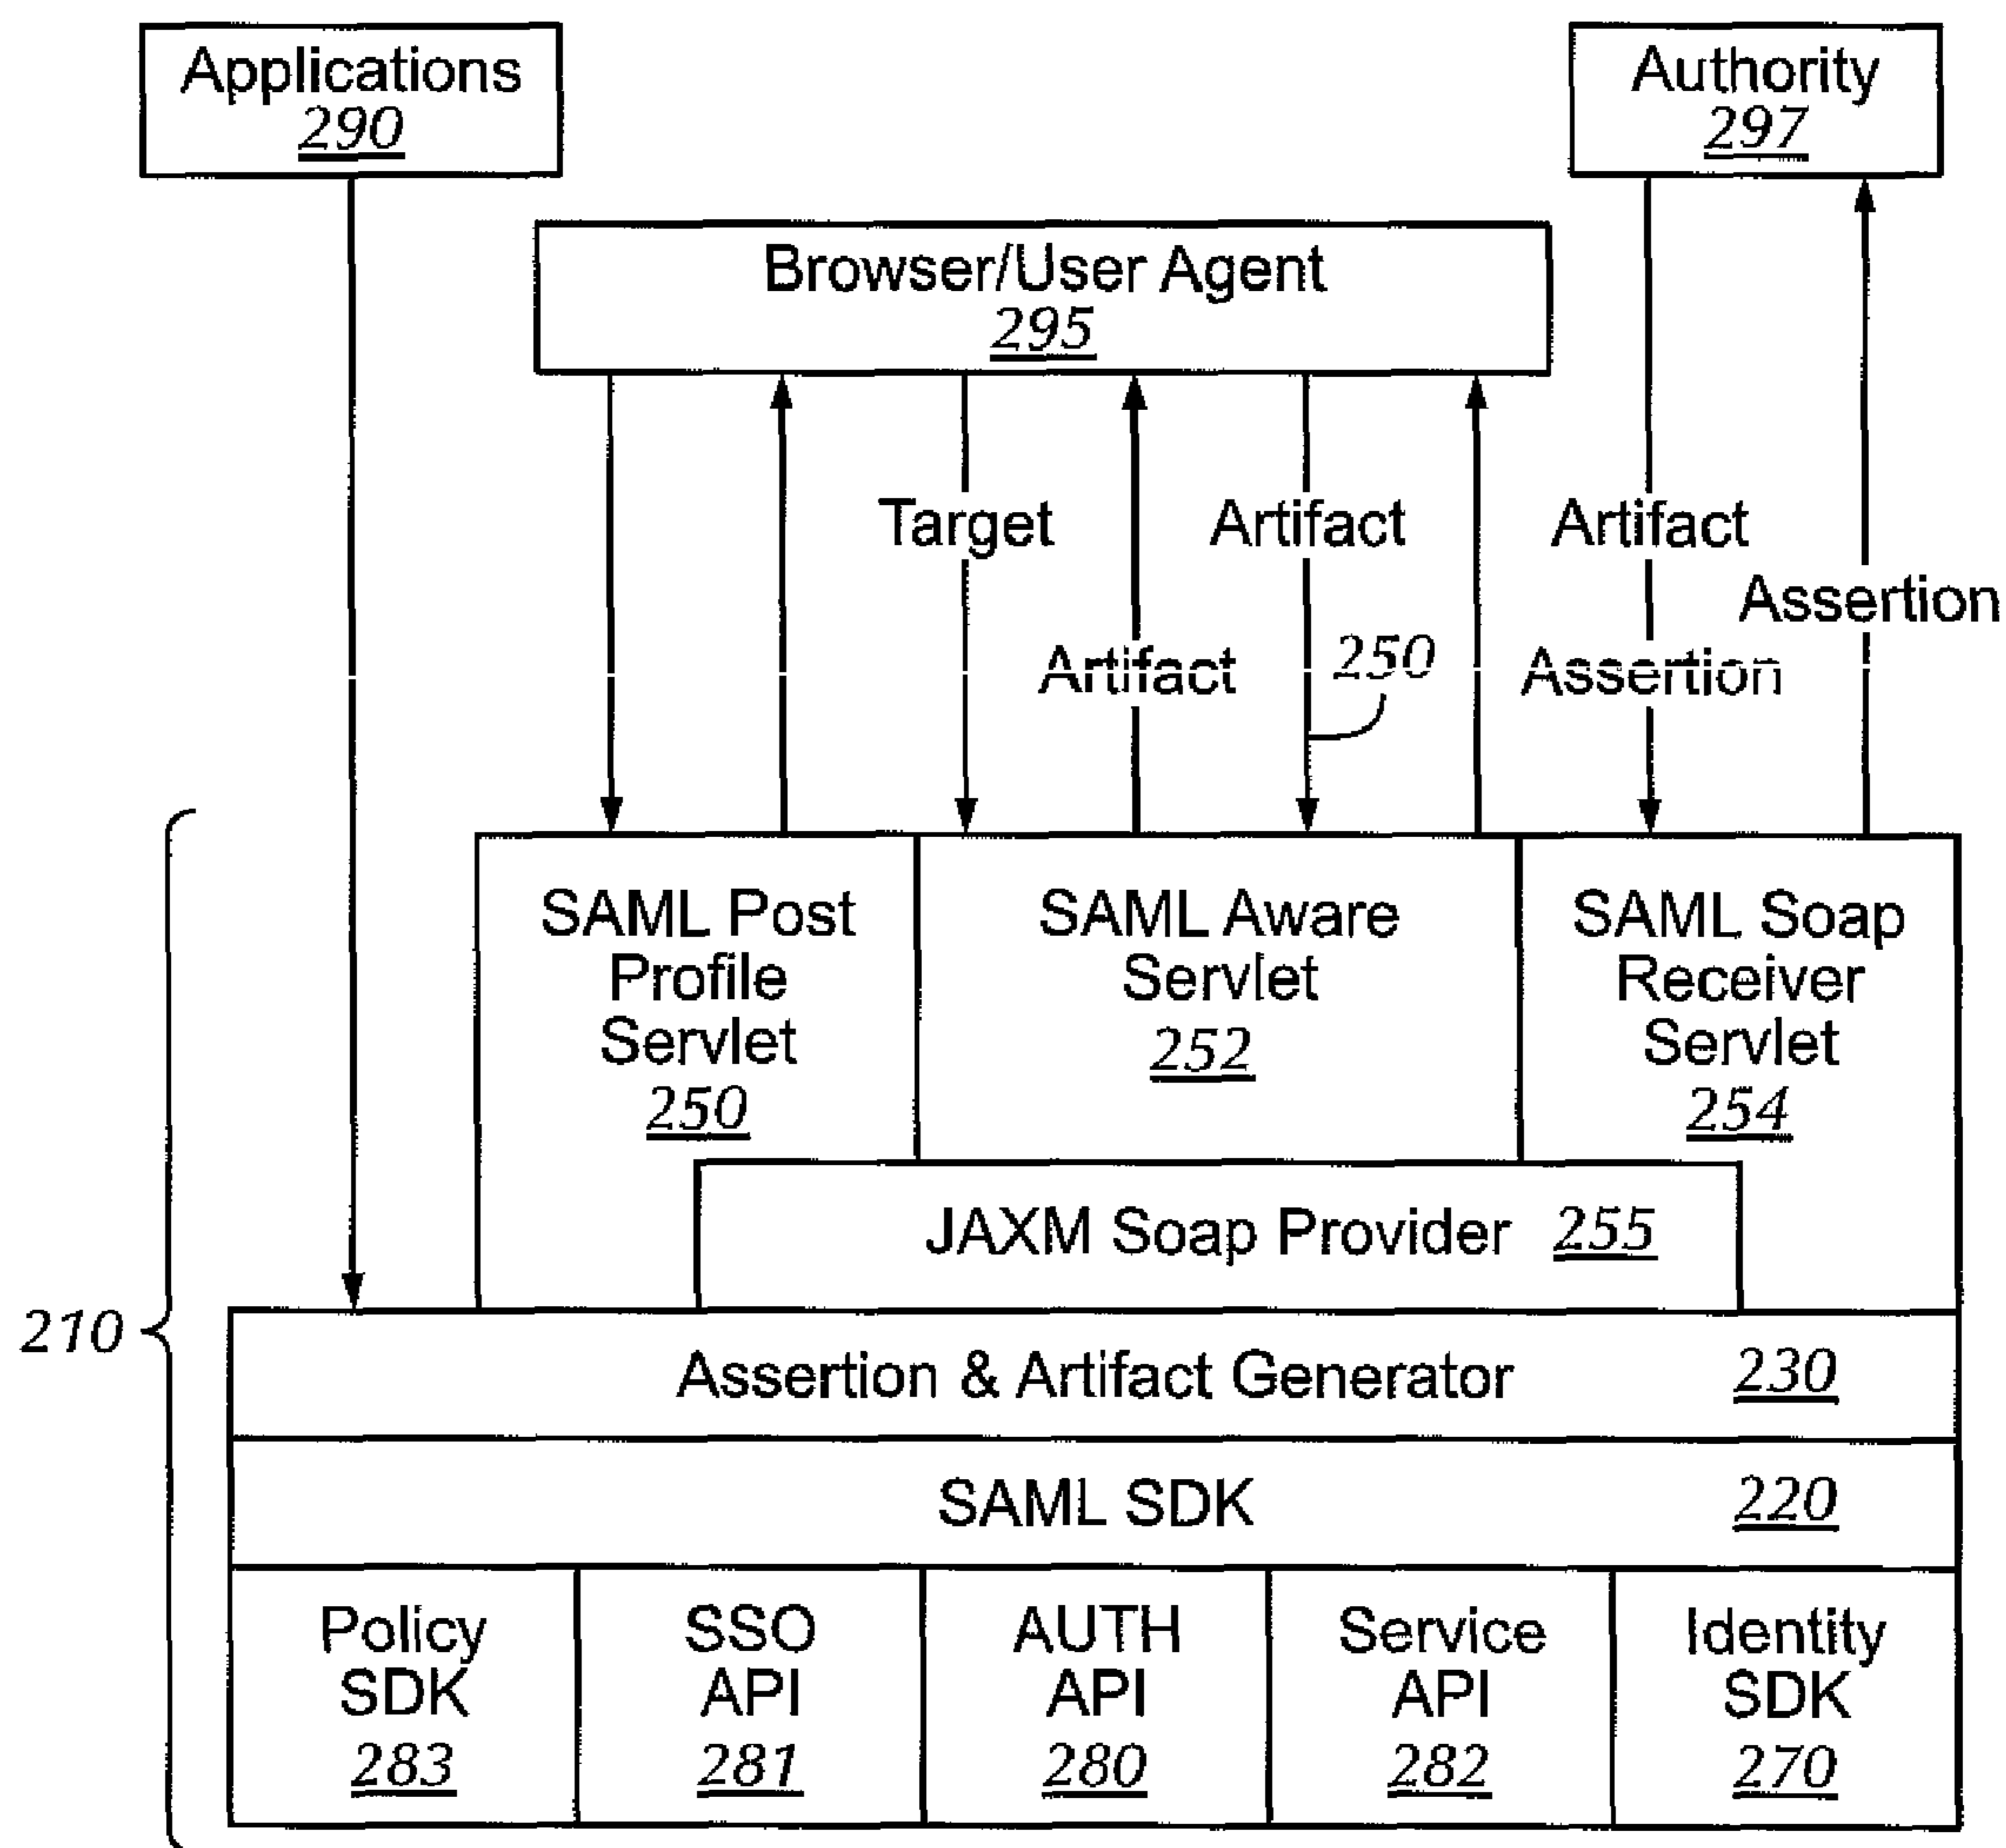 Applications
290
Authority
297
Browser/User Agent
295
Target
Artifact
Artifact
Assertion
Artifact
250
Assertion
SAML Post
Profile
Servlet
250
SAML Aware
Servlet
252
SAML Soap
Receiver
Servlet
254
JAXM Soap Provider 255
210
Assertion & Artifact Generator 230
SAML SDK 220
Policy
SDK
283
SSO
API
281
AUTH
API
280
Service
API
282
Identity
SDK
270